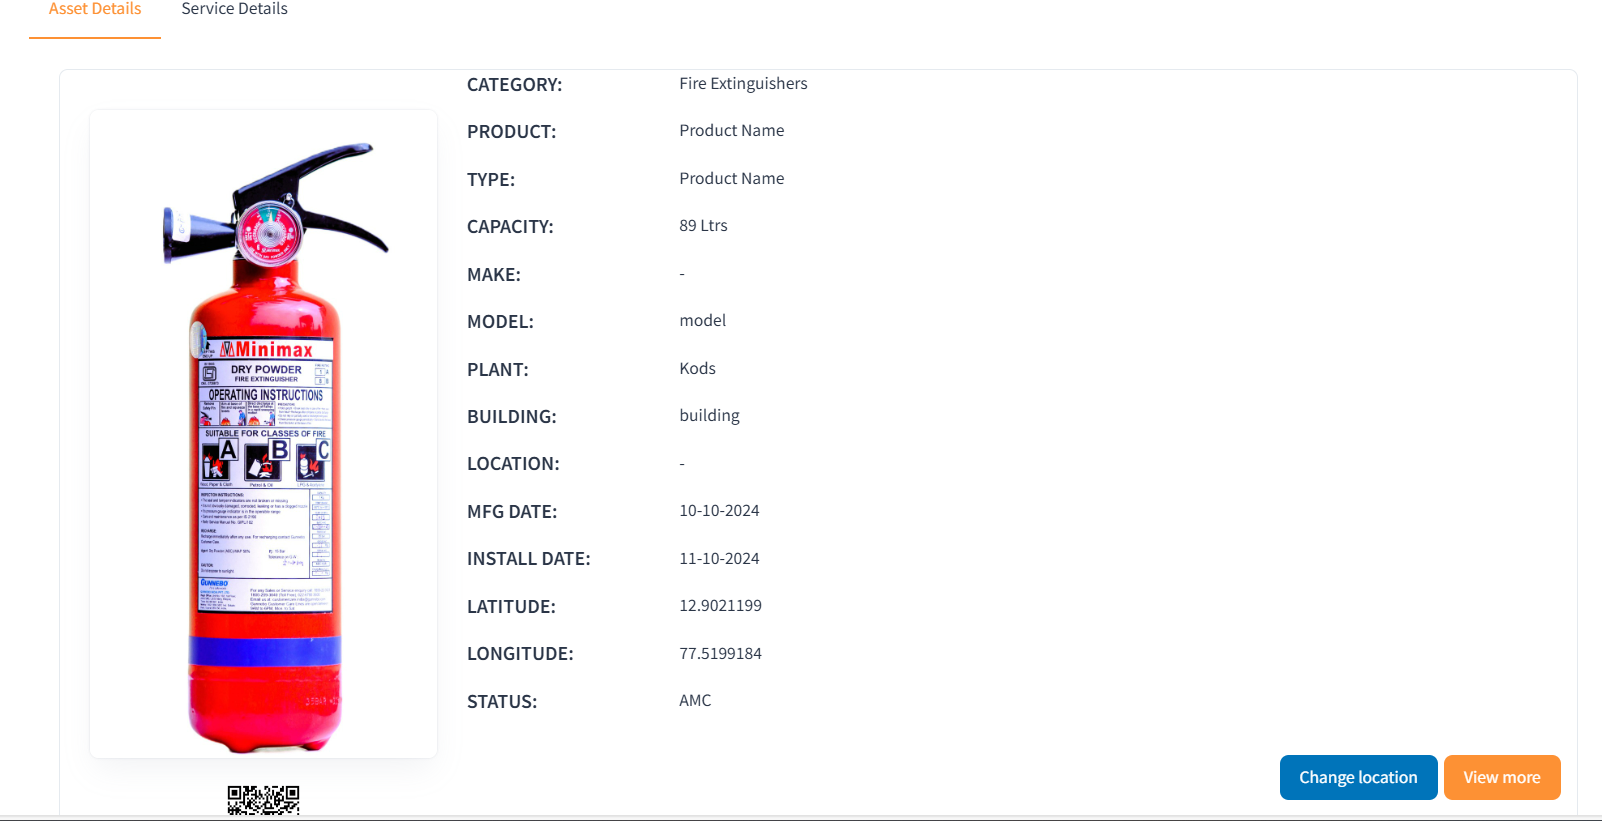 Asset Details
Service Details
CATEGORY: Fire Extinguishers
PRODUCT: Product Name
TYPE: Product Name
CAPACITY: 89 Ltrs
MAKE: -
MODEL: model
PLANT: Kods
BUILDING: building
LOCATION: -
MFG DATE: 10-10-2024
INSTALL DATE: 11-10-2024
LATITUDE: 12.9021199
LONGITUDE: 77.5199184
STATUS: AMC
Minimax
DRY POWDER
FIRE EXTINGUISHER
OPERATING INSTRUCTIONS
SUITABLE FOR CLASSES OF FIRE
A B C
GUNNEBO
Change location
View more